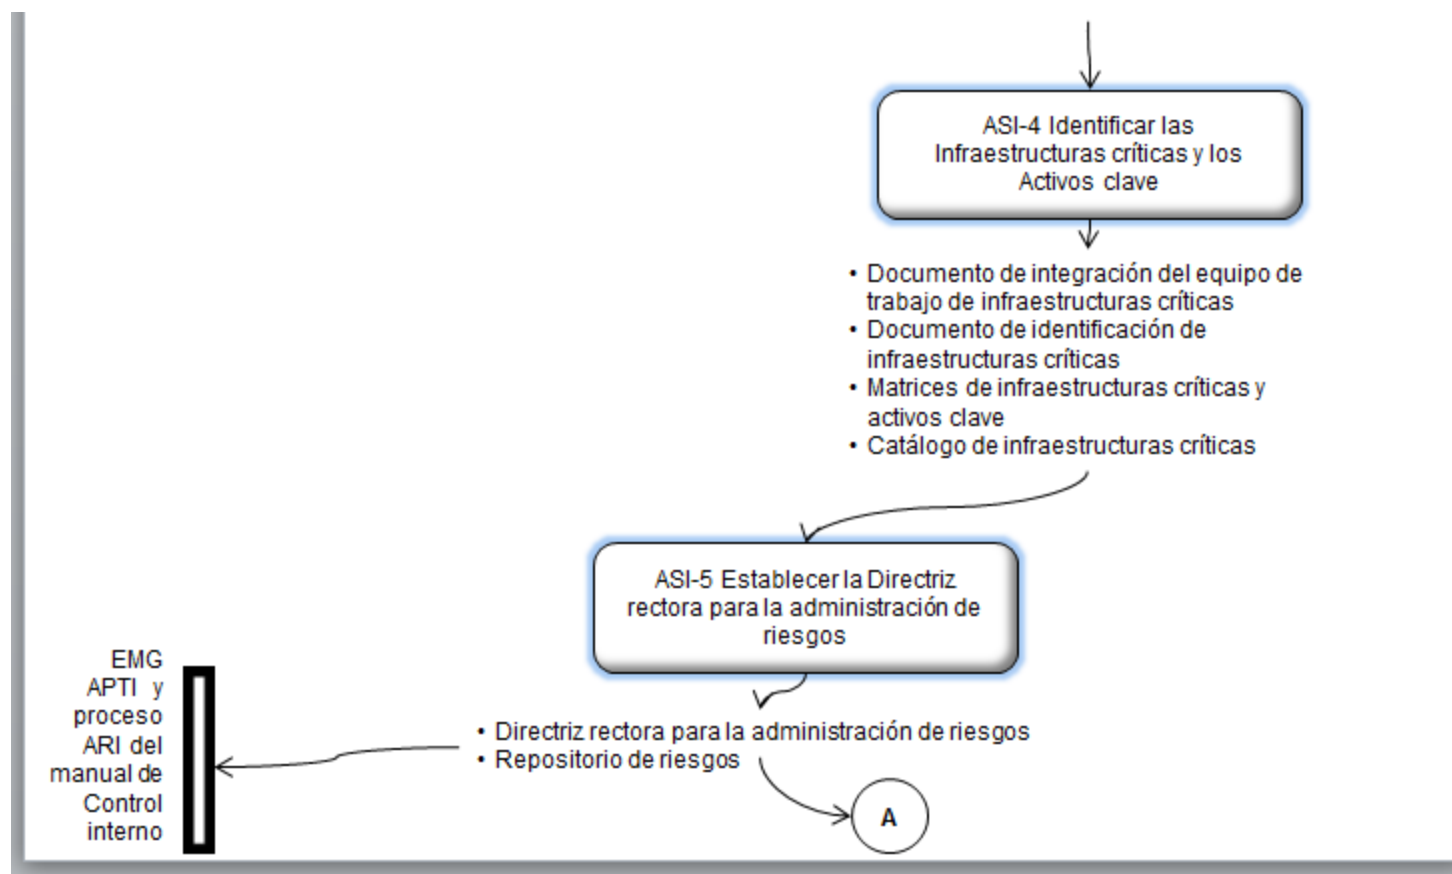 ASI-4 Identificar las
Infraestructuras críticas y los
Activos clave
• Documento de integración del equipo de
trabajo de infraestructuras críticas
• Documento de identificación de
infraestructuras críticas
• Matrices de infraestructuras críticas y
activos clave
• Catálogo de infraestructuras críticas
ASI-5 Establecer la Directriz
rectora para la administración de
riesgos
EMG
APTI y
proceso
ARI del
manual de
Control
interno
• Directriz rectora para la administración de riesgos
• Repositorio de riesgos
A